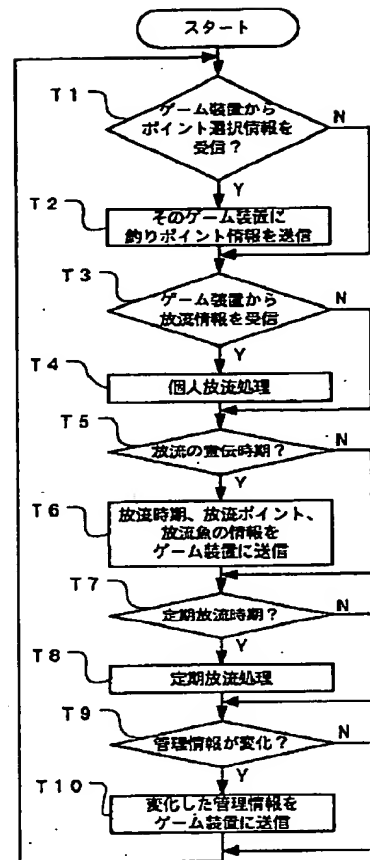 スタート
T1
ゲーム装置から
ポイント選択情報を
受信？
N
Y
T2
そのゲーム装置に
釣りポイント情報を送信
T3
ゲーム装置から
放流情報を受信
N
Y
T4
個人放流処理
T5
放流の宣伝時期？
N
Y
T6
放流時期、放流ポイント、
放流魚の情報を
ゲーム装置に送信
T7
定期放流時期？
N
Y
T8
定期放流処理
T9
管理情報が変化？
N
Y
T10
変化した管理情報を
ゲーム装置に送信